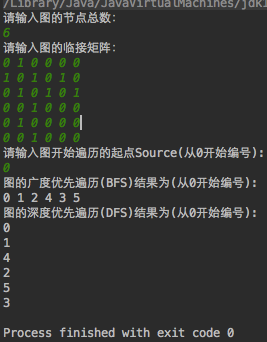 /Library/Java/JavaVirtualMachines/jdk1
请输入图的节点总数:
6
请输入图的临接矩阵:
0 1 0 0 0 0
1 0 1 0 1 0
0 1 0 1 0 1
0 0 1 0 0 0
0 1 0 0 0 0
0 0 1 0 0 0
请输入图开始遍历的起点Source(从0开始编号):
0
图的广度优先遍历(BFS)结果为(从0开始编号):
0 1 2 4 3 5
图的深度优先遍历(DFS)结果为(从0开始编号):
0
1
4
2
5
3
Process finished with exit code 0